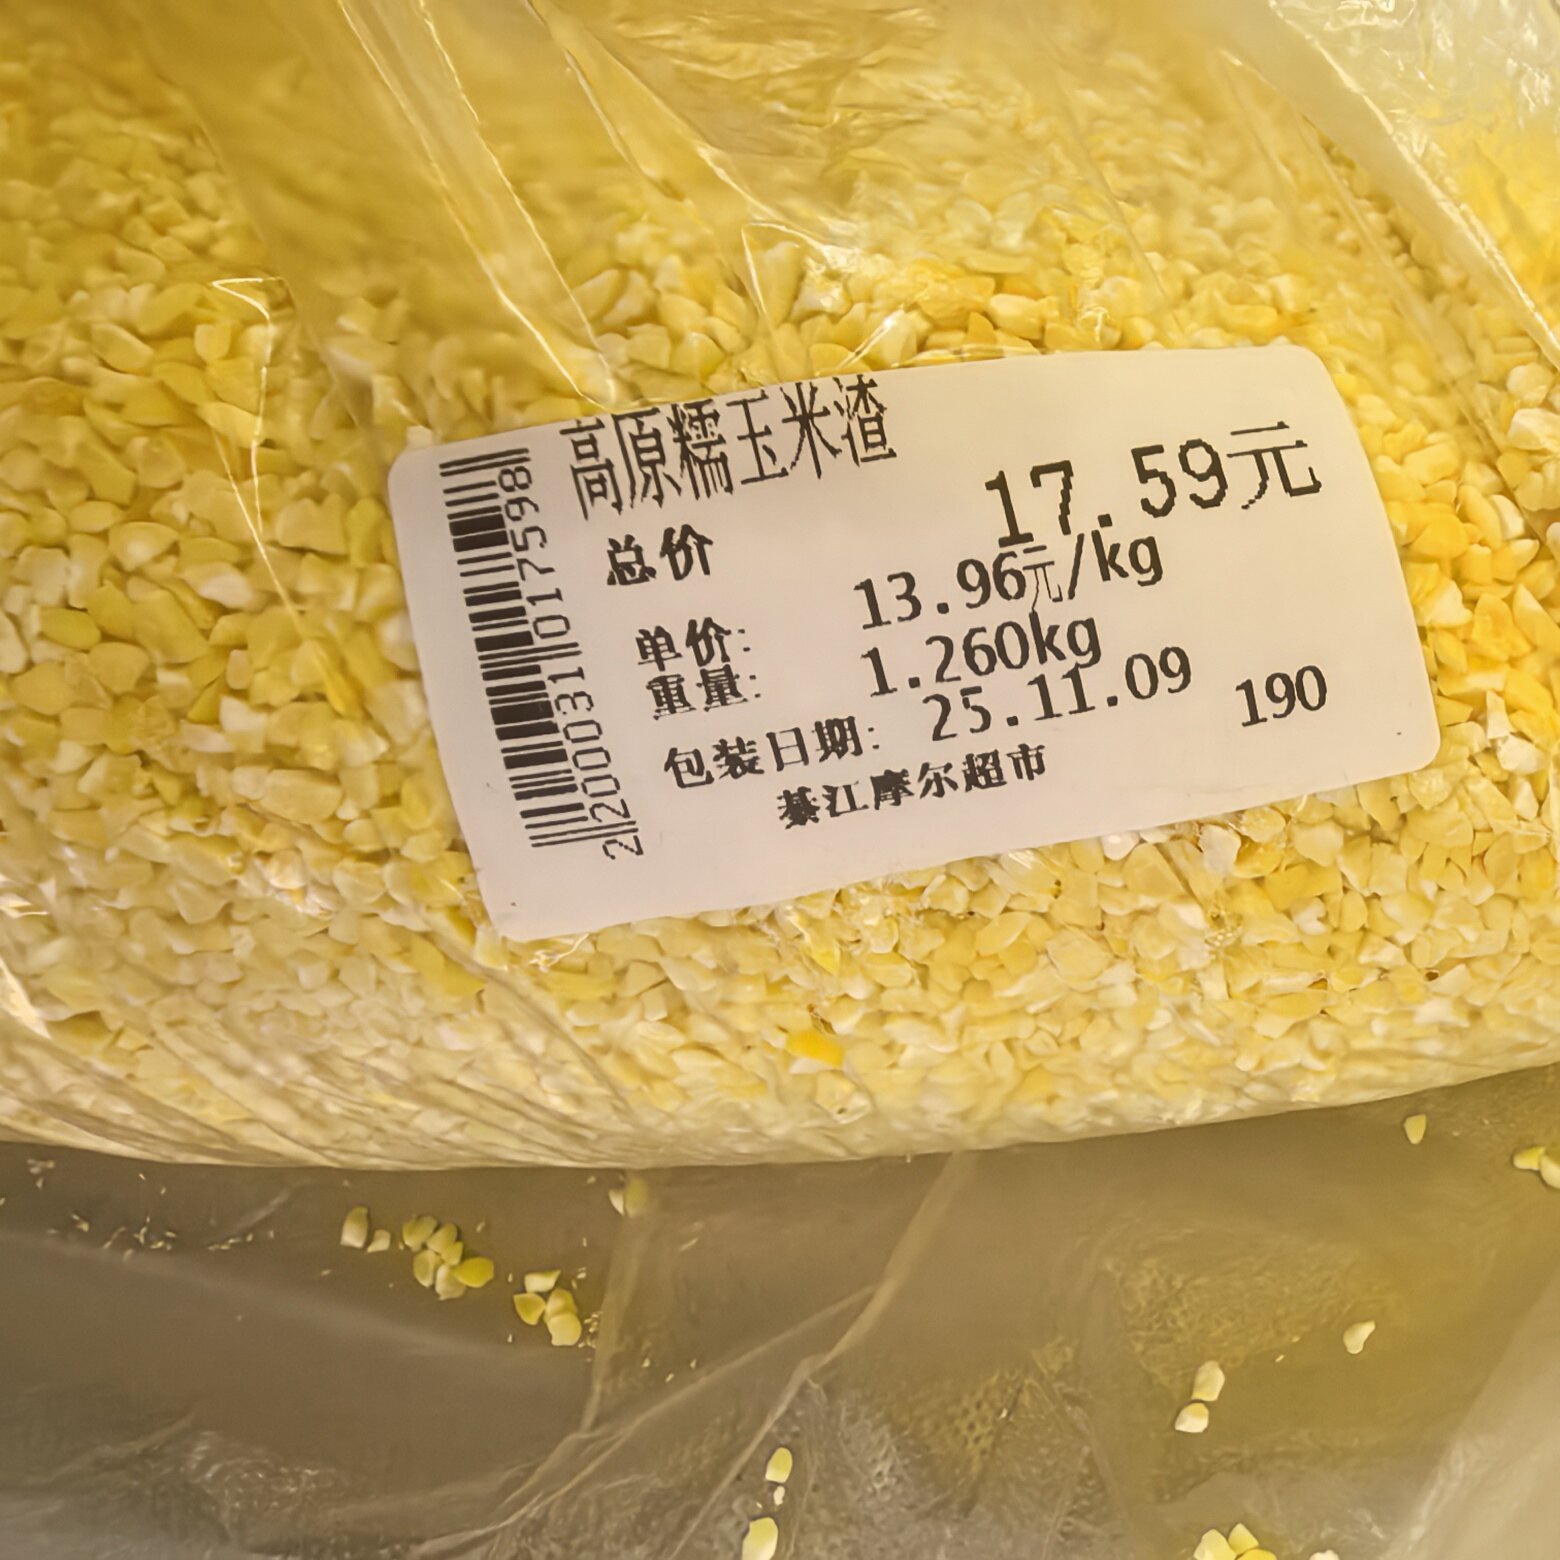 高原糯玉米渣
总价 17.59元
单价: 13.96元/kg
重量: 1.260kg
包装日期: 25.11.09 190
綦江摩尔超市
2200031017598